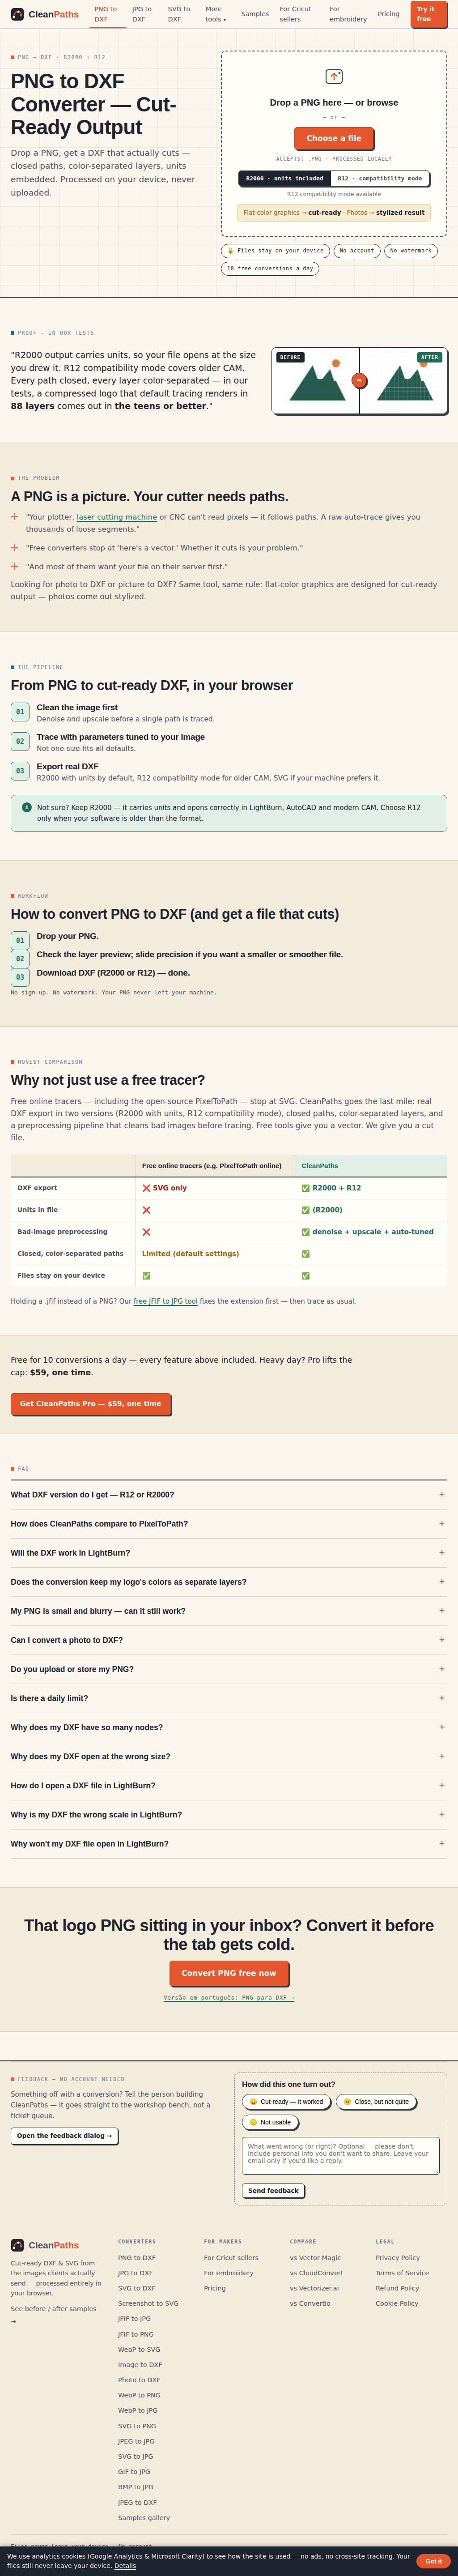 CleanPaths
PNG to DXF
JPG to DXF
SVG to DXF
More tools ▾
Samples
For Cricut sellers
For embroidery
Pricing
Try it free
PNG → DXF · R2000 + R12
PNG to DXF
Converter — Cut-
Ready Output
Drop a PNG, get a DXF that actually cuts —
closed paths, color-separated layers, units
embedded. Processed on your device, never
uploaded.
Drop a PNG here — or browse
— or —
Choose a file
ACCEPTS: .PNG · PROCESSED LOCALLY
R2000 · units included
R12 · compatibility mode
R12 compatibility mode available
Flat-color graphics → cut-ready · Photos → stylized result
🔒 Files stay on your device
No account
No watermark
10 free conversions a day
PROOF — IN OUR TESTS
"R2000 output carries units, so your file opens at the size
you drew it. R12 compatibility mode covers older CAM.
Every path closed, every layer color-separated — in our
tests, a compressed logo that default tracing renders in
88 layers comes out in the teens or better."
BEFORE
AFTER
THE PROBLEM
A PNG is a picture. Your cutter needs paths.
"Your plotter, laser cutting machine or CNC can't read pixels — it follows paths. A raw auto-trace gives you
thousands of loose segments."
"Free converters stop at 'here's a vector.' Whether it cuts is your problem."
"And most of them want your file on their server first."
Looking for photo to DXF or picture to DXF? Same tool, same rule: flat-color graphics are designed for cut-ready
output — photos come out stylized.
THE PIPELINE
From PNG to cut-ready DXF, in your browser
01
Clean the image first
Denoise and upscale before a single path is traced.
02
Trace with parameters tuned to your image
Not one-size-fits-all defaults.
03
Export real DXF
R2000 with units by default, R12 compatibility mode for older CAM, SVG if your machine prefers it.
i
Not sure? Keep R2000 — it carries units and opens correctly in LightBurn, AutoCAD and modern CAM. Choose R12
only when your software is older than the format.
WORKFLOW
How to convert PNG to DXF (and get a file that cuts)
01
Drop your PNG.
02
Check the layer preview; slide precision if you want a smaller or smoother file.
03
Download DXF (R2000 or R12) — done.
No sign-up. No watermark. Your PNG never left your machine.
HONEST COMPARISON
Why not just use a free tracer?
Free online tracers — including the open-source PixelToPath — stop at SVG. CleanPaths goes the last mile: real
DXF export in two versions (R2000 with units, R12 compatibility mode), closed paths, color-separated layers, and
a preprocessing pipeline that cleans bad images before tracing. Free tools give you a vector. We give you a cut
file.
Free online tracers (e.g. PixelToPath online)
CleanPaths
DXF export
❌ SVG only
✅ R2000 + R12
Units in file
❌
✅ (R2000)
Bad-image preprocessing
❌
✅ denoise + upscale + auto-tuned
Closed, color-separated paths
Limited (default settings)
✅
Files stay on your device
✅
✅
Holding a .jfif instead of a PNG? Our free JFIF to JPG tool fixes the extension first — then trace as usual.
Free for 10 conversions a day — every feature above included. Heavy day? Pro lifts the
cap: $59, one time.
Get CleanPaths Pro — $59, one time
FAQ
What DXF version do I get — R12 or R2000? +
How does CleanPaths compare to PixelToPath? +
Will the DXF work in LightBurn? +
Does the conversion keep my logo's colors as separate layers? +
My PNG is small and blurry — can it still work? +
Can I convert a photo to DXF? +
Do you upload or store my PNG? +
Is there a daily limit? +
Why does my DXF have so many nodes? +
Why does my DXF open at the wrong size? +
How do I open a DXF file in LightBurn? +
Why is my DXF the wrong scale in LightBurn? +
Why won't my DXF file open in LightBurn? +
That logo PNG sitting in your inbox? Convert it before
the tab gets cold.
Convert PNG free now
Versão em português: PNG para DXF →
FEEDBACK — NO ACCOUNT NEEDED
Something off with a conversion? Tell the person building
CleanPaths — it goes straight to the workshop bench, not a
ticket queue.
Open the feedback dialog →
How did this one turn out?
Cut-ready — it worked
Close, but not quite
Not usable
What went wrong (or right)? Optional — please don't
include personal info you don't want to share. Leave your
email only if you'd like a reply.
Send feedback
CleanPaths
Cut-ready DXF & SVG from
the images clients actually
send — processed entirely in
your browser.
See before / after samples
→
CONVERTERS
PNG to DXF
JPG to DXF
SVG to DXF
Screenshot to SVG
JFIF to JPG
JFIF to PNG
WebP to SVG
Image to DXF
Photo to DXF
WebP to PNG
WebP to JPG
SVG to PNG
JPEG to JPG
SVG to JPG
GIF to JPG
BMP to JPG
JPEG to DXF
Samples gallery
FOR MAKERS
For Cricut sellers
For embroidery
Pricing
COMPARE
vs Vector Magic
vs CloudConvert
vs Vectorizer.ai
vs Convertio
LEGAL
Privacy Policy
Terms of Service
Refund Policy
Cookie Policy
We use analytics cookies (Google Analytics & Microsoft Clarity) to see how the site is used — no ads, no cross-site tracking. Your
files still never leave your device. Details
Got it